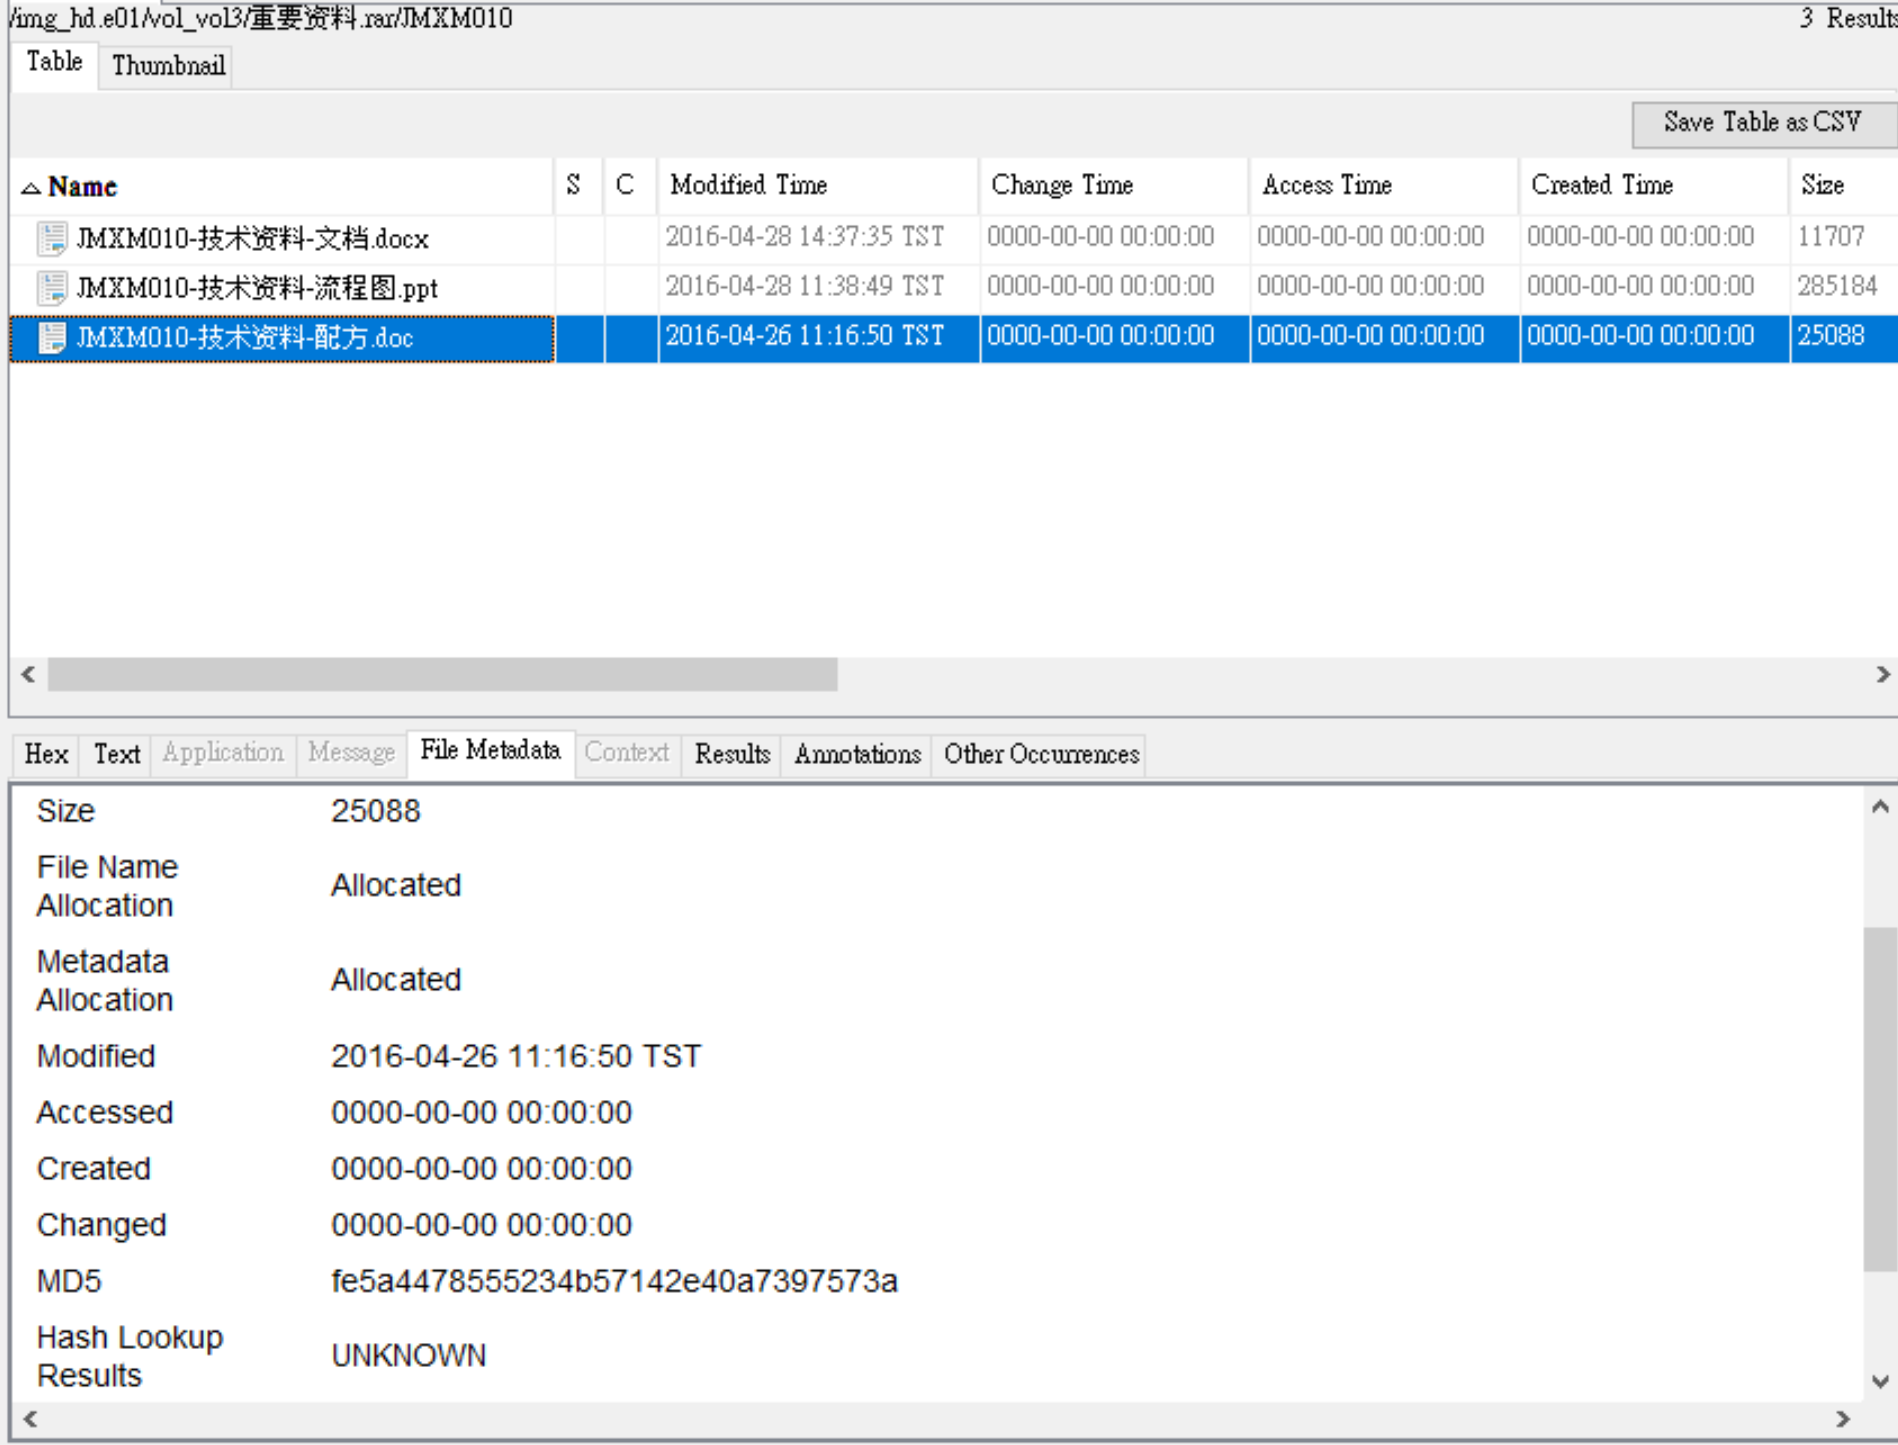 /img_hd.e01/vol_vol3/重要资料.rar/JMXM010
3 Results
Table Thumbnail
Save Table as CSV
Name S C Modified Time Change Time Access Time Created Time Size
JMXM010-技术资料-文档.docx 2016-04-28 14:37:35 TST 0000-00-00 00:00:00 0000-00-00 00:00:00 0000-00-00 00:00:00 11707
JMXM010-技术资料-流程图.ppt 2016-04-28 11:38:49 TST 0000-00-00 00:00:00 0000-00-00 00:00:00 0000-00-00 00:00:00 285184
JMXM010-技术资料-配方.doc 2016-04-26 11:16:50 TST 0000-00-00 00:00:00 0000-00-00 00:00:00 0000-00-00 00:00:00 25088
Hex Text Application Message File Metadata Context Results Annotations Other Occurrences
Size 25088
File Name
Allocation Allocated
Metadata
Allocation Allocated
Modified 2016-04-26 11:16:50 TST
Accessed 0000-00-00 00:00:00
Created 0000-00-00 00:00:00
Changed 0000-00-00 00:00:00
MD5 fe5a4478555234b57142e40a7397573a
Hash Lookup
Results UNKNOWN